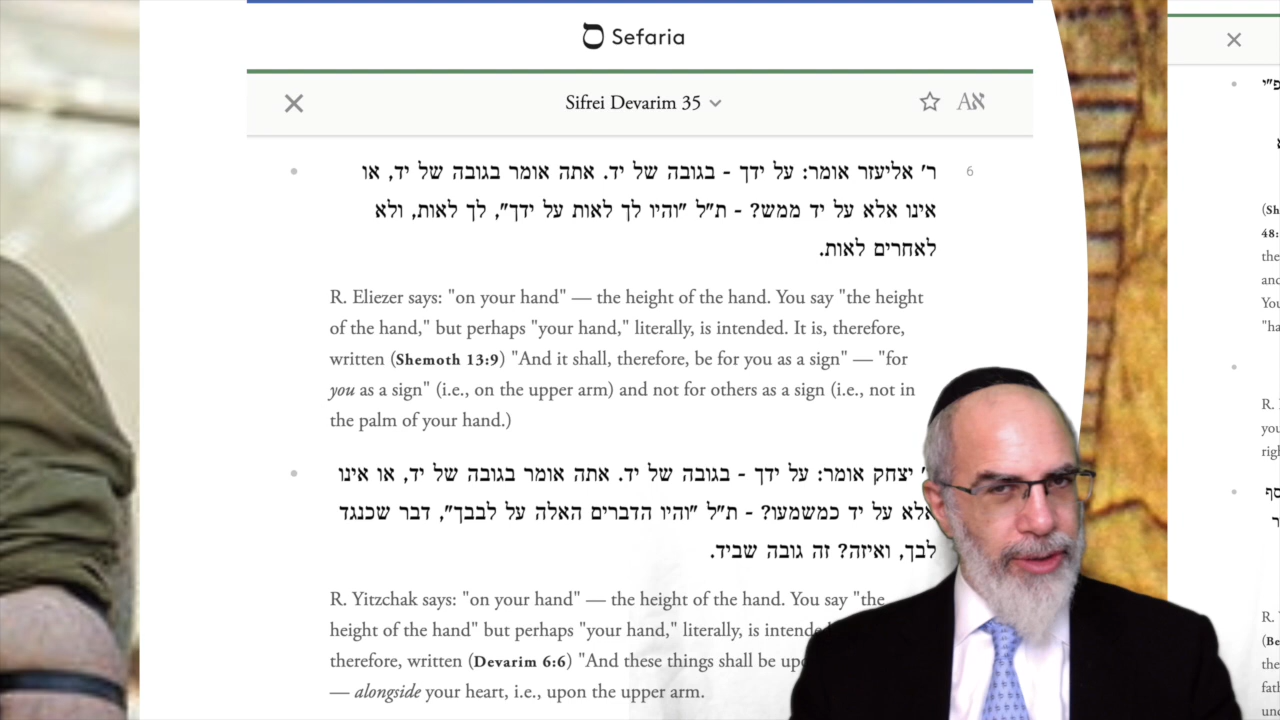 Sefaria
Sifrei Devarim 35
6
ר' אליעזר אומר: על ידך - בגובה של יד. אתה אומר בגובה של יד, או
אינו אלא על יד ממש? - ת"ל "והיו לך לאות על ידך", לך לאות, ולא
לאחרים לאות.
R. Eliezer says: "on your hand" — the height of the hand. You say "the height
of the hand," but perhaps "your hand," literally, is intended. It is, therefore,
written (Shemoth 13:9) "And it shall, therefore, be for you as a sign" — "for
you as a sign" (i.e., on the upper arm) and not for others as a sign (i.e., not in
the palm of your hand.)
יצחק אומר: על ידך - בגובה של יד. אתה אומר בגובה של יד, או אינו
אלא על יד כמשמעו? - ת"ל "והיו הדברים האלה על לבבך", דבר שכנגד
לבך, ואיזה? זה גובה שביד.
R. Yitzchak says: "on your hand" — the height of the hand. You say "the
height of the hand" but perhaps "your hand," literally, is
therefore, written (Devarim 6:6) "And these things shall be
— alongside your heart, i.e., upon the upper arm.